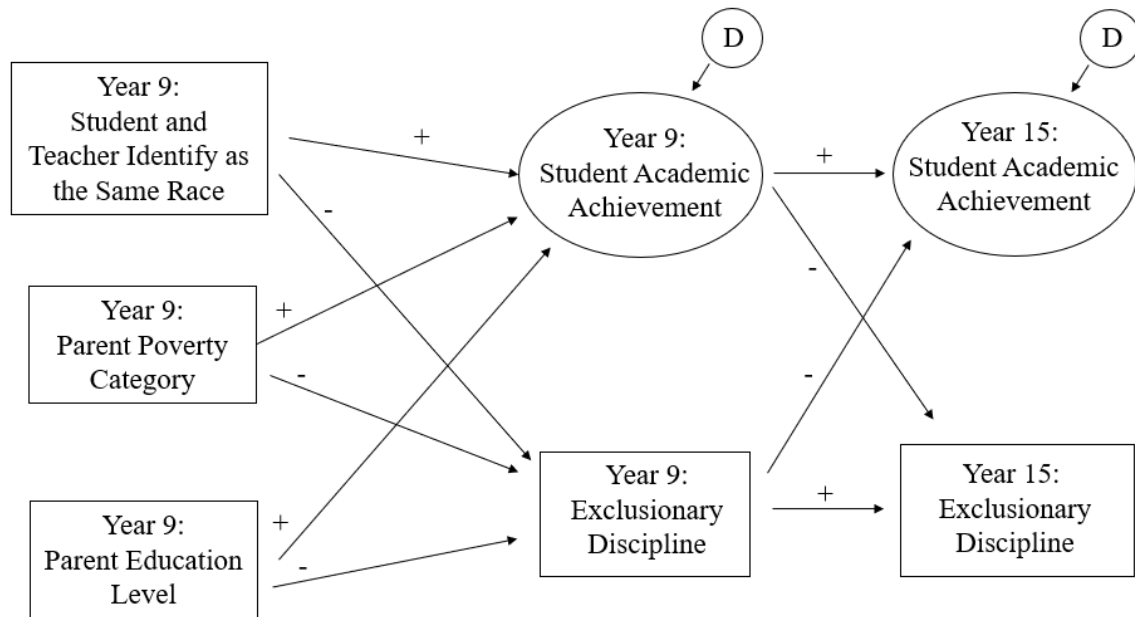 D
D
Year 9:
Student and
Teacher Identify as
the Same Race
+
-
Year 9:
Student Academic
Achievement
+
Year 15:
Student Academic
Achievement
-
-
Year 9:
Parent Poverty
Category
+
-
Year 9:
Parent Education
Level
+
-
Year 9:
Exclusionary
Discipline
+
Year 15:
Exclusionary
Discipline